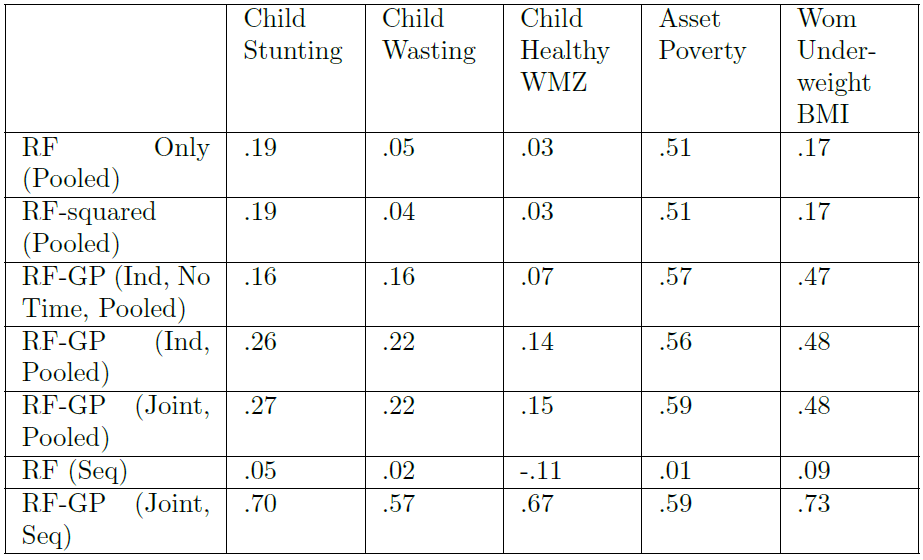 Child Stunting | Child Wasting | Child Healthy WMZ | Asset Poverty | Wom Under-weight BMI
RF Only (Pooled) | .19 | .05 | .03 | .51 | .17
RF-squared (Pooled) | .19 | .04 | .03 | .51 | .17
RF-GP (Ind, No Time, Pooled) | .16 | .16 | .07 | .57 | .47
RF-GP (Ind, Pooled) | .26 | .22 | .14 | .56 | .48
RF-GP (Joint, Pooled) | .27 | .22 | .15 | .59 | .48
RF (Seq) | .05 | .02 | -.11 | .01 | .09
RF-GP (Joint, Seq) | .70 | .57 | .67 | .59 | .73